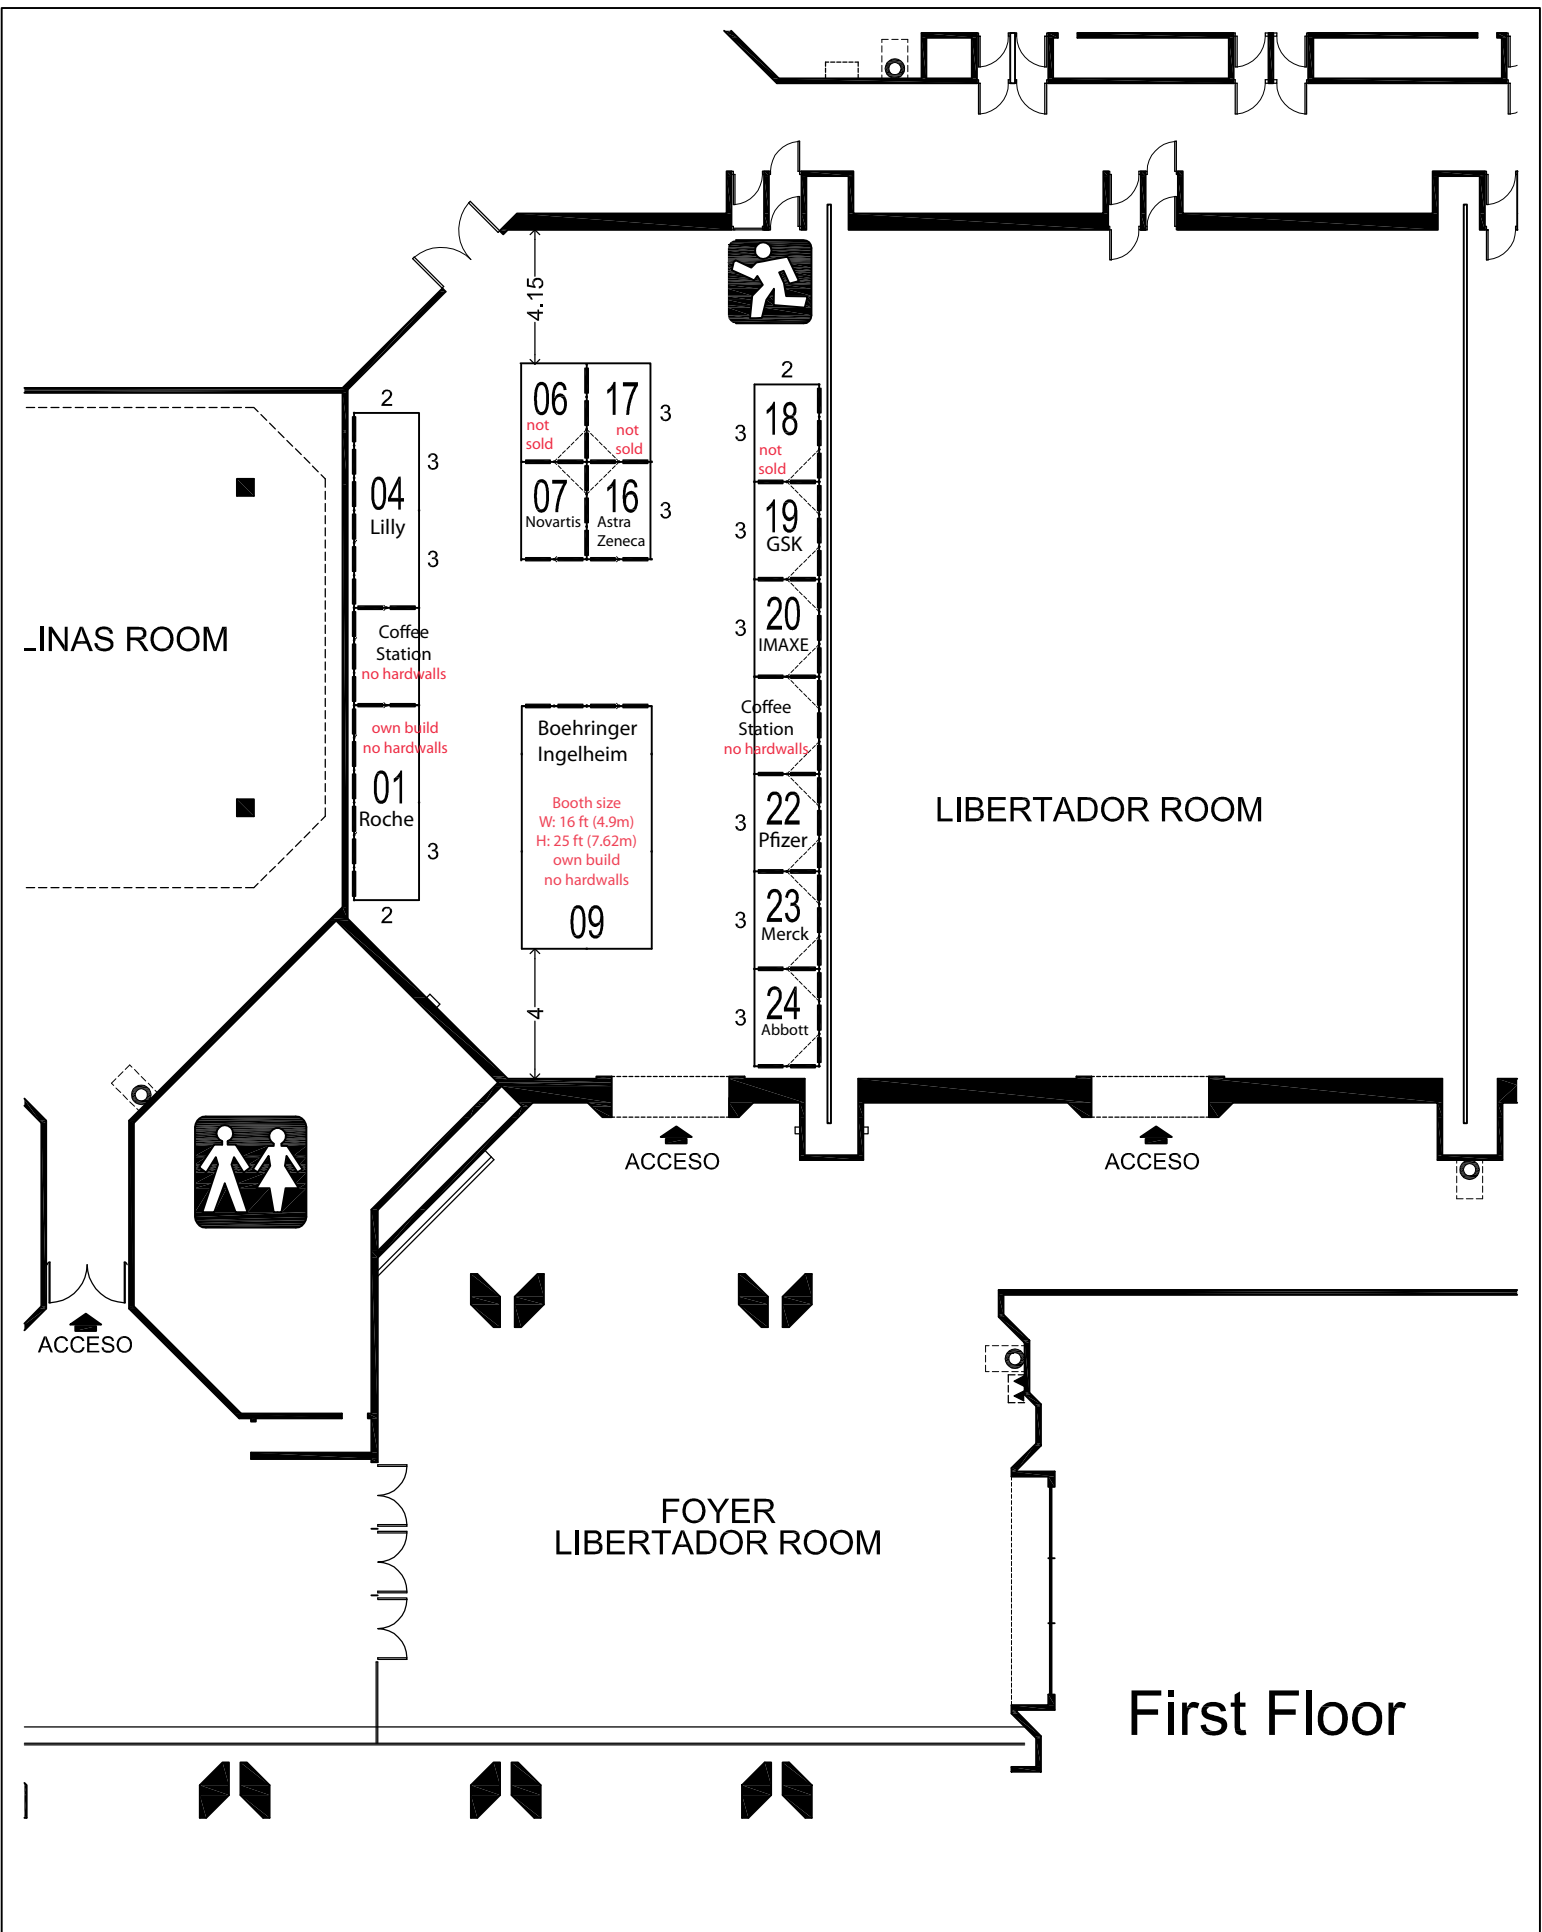 4.15
2
06
not
sold
17
not
sold
3
07
Novartis
16
Astra
Zeneca
3
2
04
Lilly
3
3
Coffee
Station
no hardwalls
own build
no hardwalls
01
Roche
3
2
Boehringer
Ingelheim
Booth size
W: 16 ft (4.9m)
H: 25 ft (7.62m)
own build
no hardwalls
09
4
3
18
not
sold
3
19
GSK
3
20
IMAXE
Coffee
Station
no hardwalls
3
22
Pfizer
3
23
Merck
3
24
Abbott
LINAS ROOM
LIBERTADOR ROOM
ACCESO
ACCESO
ACCESO
FOYER
LIBERTADOR ROOM
First Floor